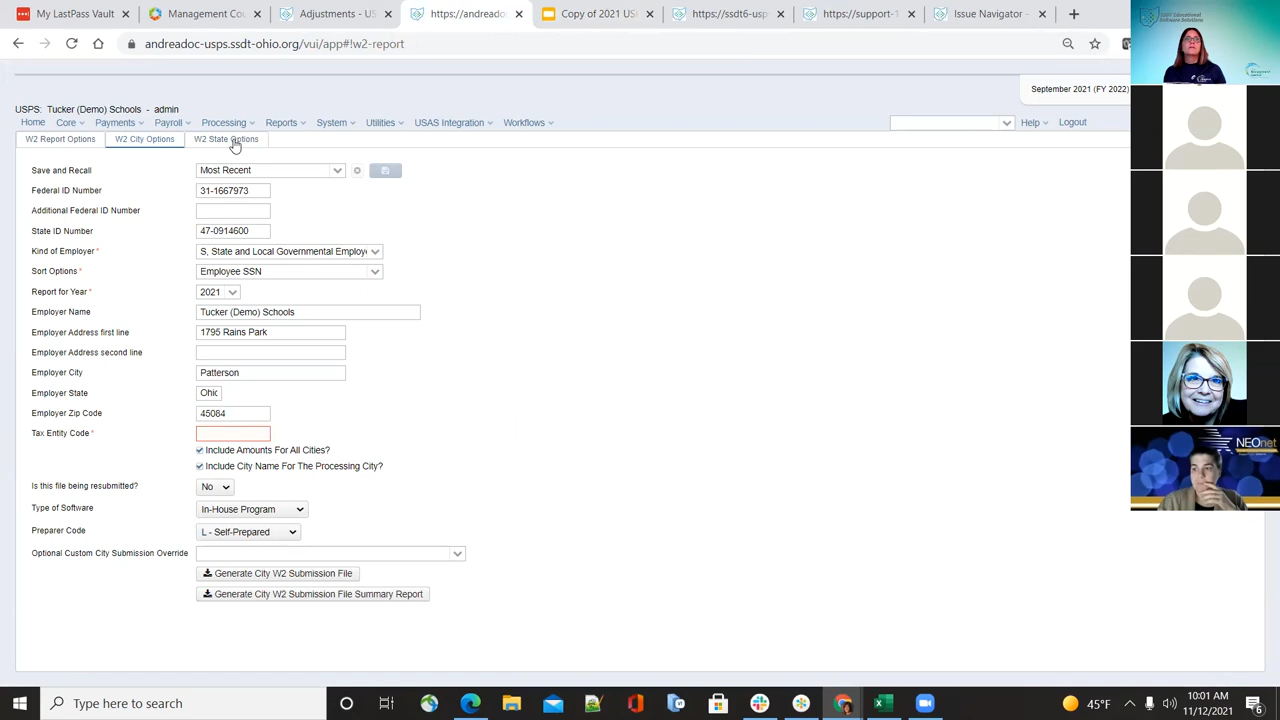 My LastPass Vault
Management Cou
Adjustments - US
https://andreado
Copy of 2021 US
https:/
https://support-1
Issue Navigator -
andreadoc-usps.ssdt-ohio.org/vui/app#!w2-report
SSDT Educational
Software Solutions
September 2021 (FY 2022)
USPS: Tucker (Demo) Schools - admin
Home Core Payments Payroll Processing Reports System Utilities USAS Integration Workflows Help Logout
W2 Report Options W2 City Options W2 State Options
Save and Recall Most Recent
Federal ID Number 31-1667973
Additional Federal ID Number
State ID Number 47-0914600
Kind of Employer* S, State and Local Governmental Employ
Sort Options* Employee SSN
Report for Year* 2021
Employer Name Tucker (Demo) Schools
Employer Address first line 1795 Rains Park
Employer Address second line
Employer City Patterson
Employer State Ohio
Employer Zip Code 45084
Tax Entity Code*
Include Amounts For All Cities?
Include City Name For The Processing City?
Is this file being resubmitted? No
Type of Software In-House Program
Preparer Code L - Self-Prepared
Optional Custom City Submission Override
Generate City W2 Submission File
Generate City W2 Submission File Summary Report
NEOnet
Type here to search
45°F
10:01 AM
11/12/2021
6